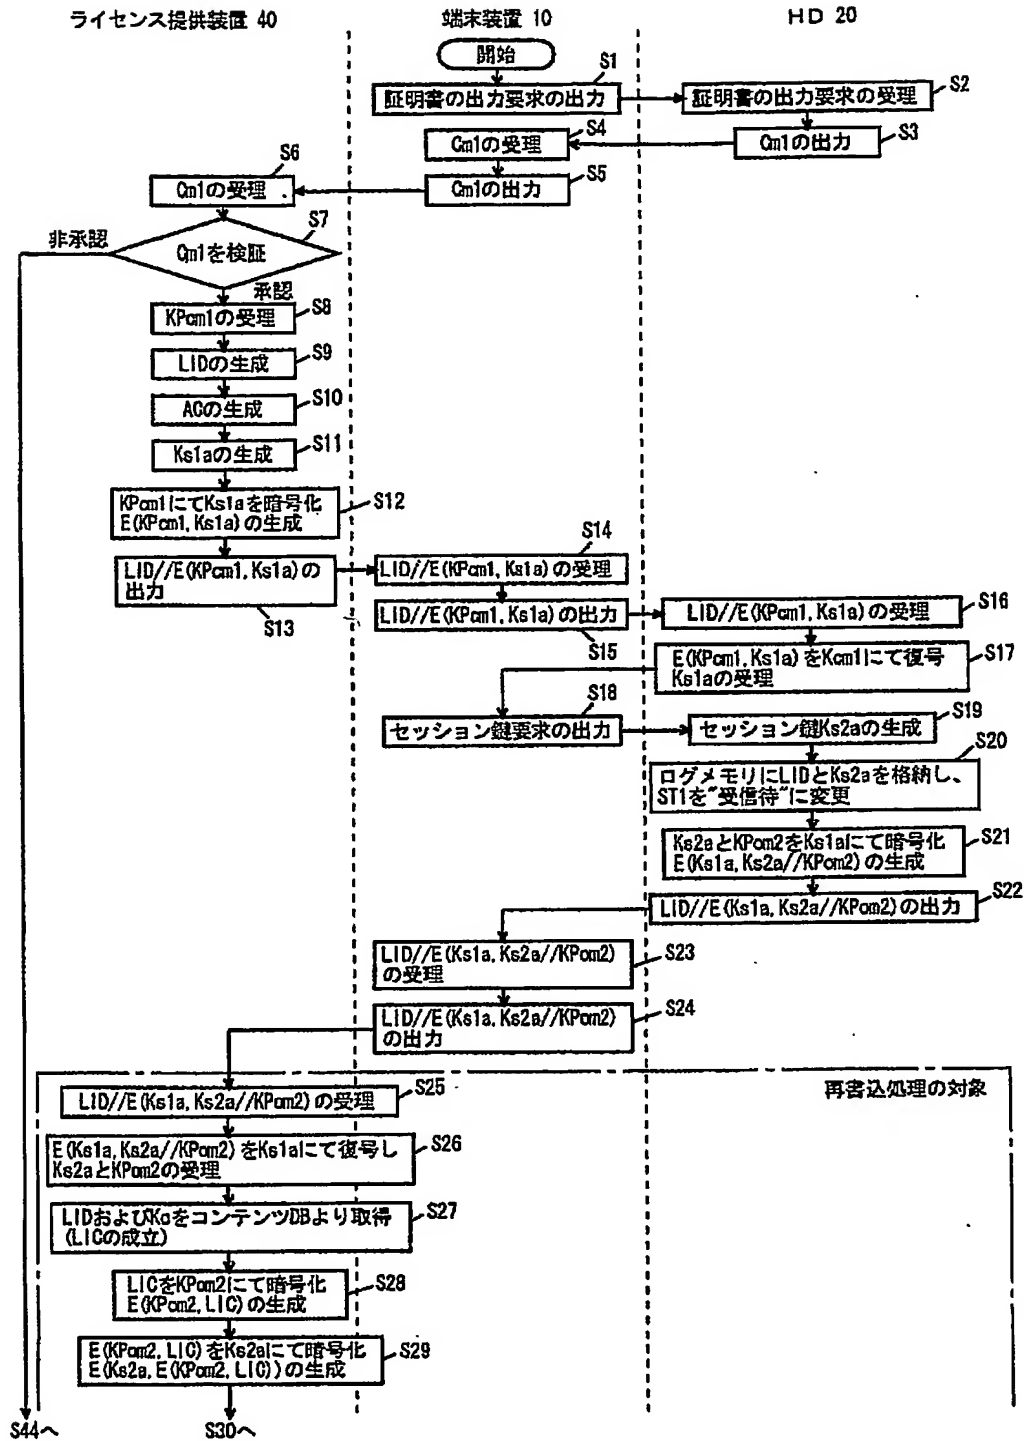 ライセンス提供装置 40
端末装置 10
HD 20
開始
S1
証明書の出力要求の出力
S2
証明書の出力要求の受理
S3
Cm1の出力
S4
Cm1の受理
S5
Cm1の出力
S6
Cm1の受理
S7
Cm1を検証
非承認
承認
S8
KPcm1の受理
S9
LIDの生成
S10
ACの生成
S11
Ks1aの生成
S12
KPcm1にてKs1aを暗号化
E(KPcm1, Ks1a)の生成
LID//E(KPcm1, Ks1a)の
出力
S13
S14
LID//E(KPcm1, Ks1a)の受理
LID//E(KPcm1, Ks1a)の出力
S15
S16
LID//E(KPcm1, Ks1a)の受理
S17
E(KPcm1, Ks1a)をKcm1にて復号
Ks1aの受理
S18
セッション鍵要求の出力
S19
セッション鍵Ks2aの生成
S20
ログメモリにLIDとKs2aを格納し、
ST1を"受信待"に変更
S21
Ks2aとKPom2をKs1aにて暗号化
E(Ks1a, Ks2a//KPom2)の生成
S22
LID//E(Ks1a, Ks2a//KPom2)の出力
S23
LID//E(Ks1a, Ks2a//KPom2)
の受理
S24
LID//E(Ks1a, Ks2a//KPom2)
の出力
再書込処理の対象
S25
LID//E(Ks1a, Ks2a//KPom2)の受理
S26
E(Ks1a, Ks2a//KPom2)をKs1aにて復号し
Ks2aとKPom2の受理
S27
LIDおよびKcをコンテンツDBより取得
(LICの成立)
S28
LICをKPom2にて暗号化
E(KPom2, LIC)の生成
S29
E(KPom2, LIC)をKs2aにて暗号化
E(Ks2a, E(KPom2, LIC))の生成
S44へ
S30へ